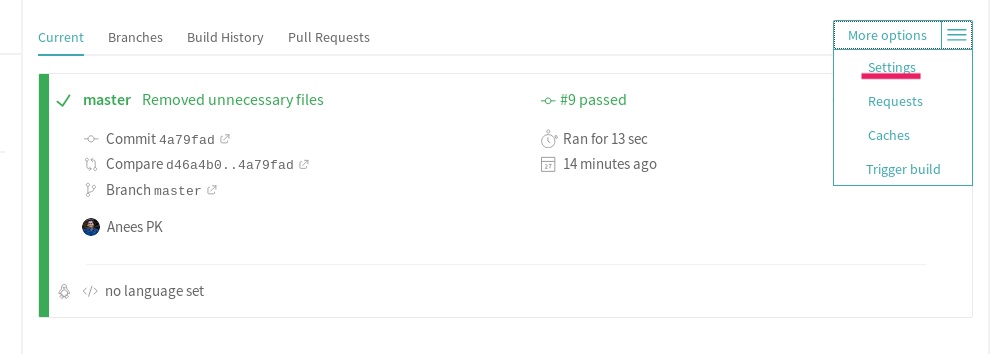 Current Branches Build History Pull Requests More options
Settings
Requests
Caches
Trigger build
master Removed unnecessary files
#9 passed
Commit 4a79fad
Ran for 13 sec
Compare d46a4b0..4a79fad
27 14 minutes ago
Branch master
Anees PK
</> no language set